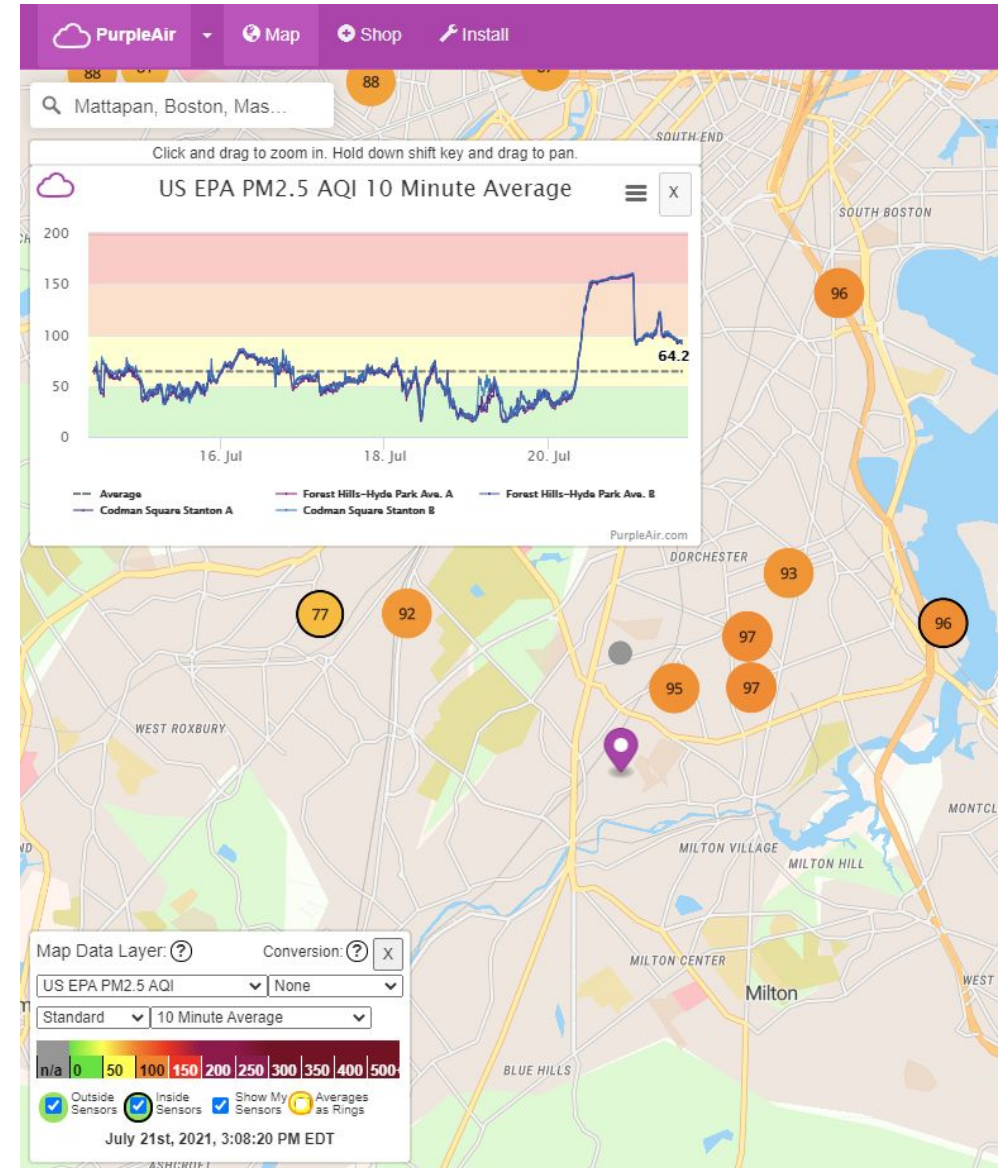 PurpleAir Map Shop Install
88
88
Mattapan, Boston, Mas...
SOUTH END
Click and drag to zoom in. Hold down shift key and drag to pan.
US EPA PM2.5 AQI 10 Minute Average
X
SOUTH BOSTON
200
150
100
50
0
64.2
16. Jul 18. Jul 20. Jul
Average Forest Hills-Hyde Park Ave. A Forest Hills-Hyde Park Ave. B
Codman Square Stanton A Codman Square Stanton B
PurpleAir.com
96
DORCHESTER
93
77
92
96
97
95
97
WEST ROXBURY
MONTCL
MILTON VILLAGE
MILTON HILL
Map Data Layer: ? Conversion: ? X
US EPA PM2.5 AQI None
Standard 10 Minute Average
n/a 0 50 100 150 200 250 300 350 400 500+
Outside Sensors
Inside Sensors
Show My Sensors
Averages as Rings
July 21st, 2021, 3:08:20 PM EDT
MILTON CENTER
Milton
WEST
BLUE HILLS
ASHCROFT